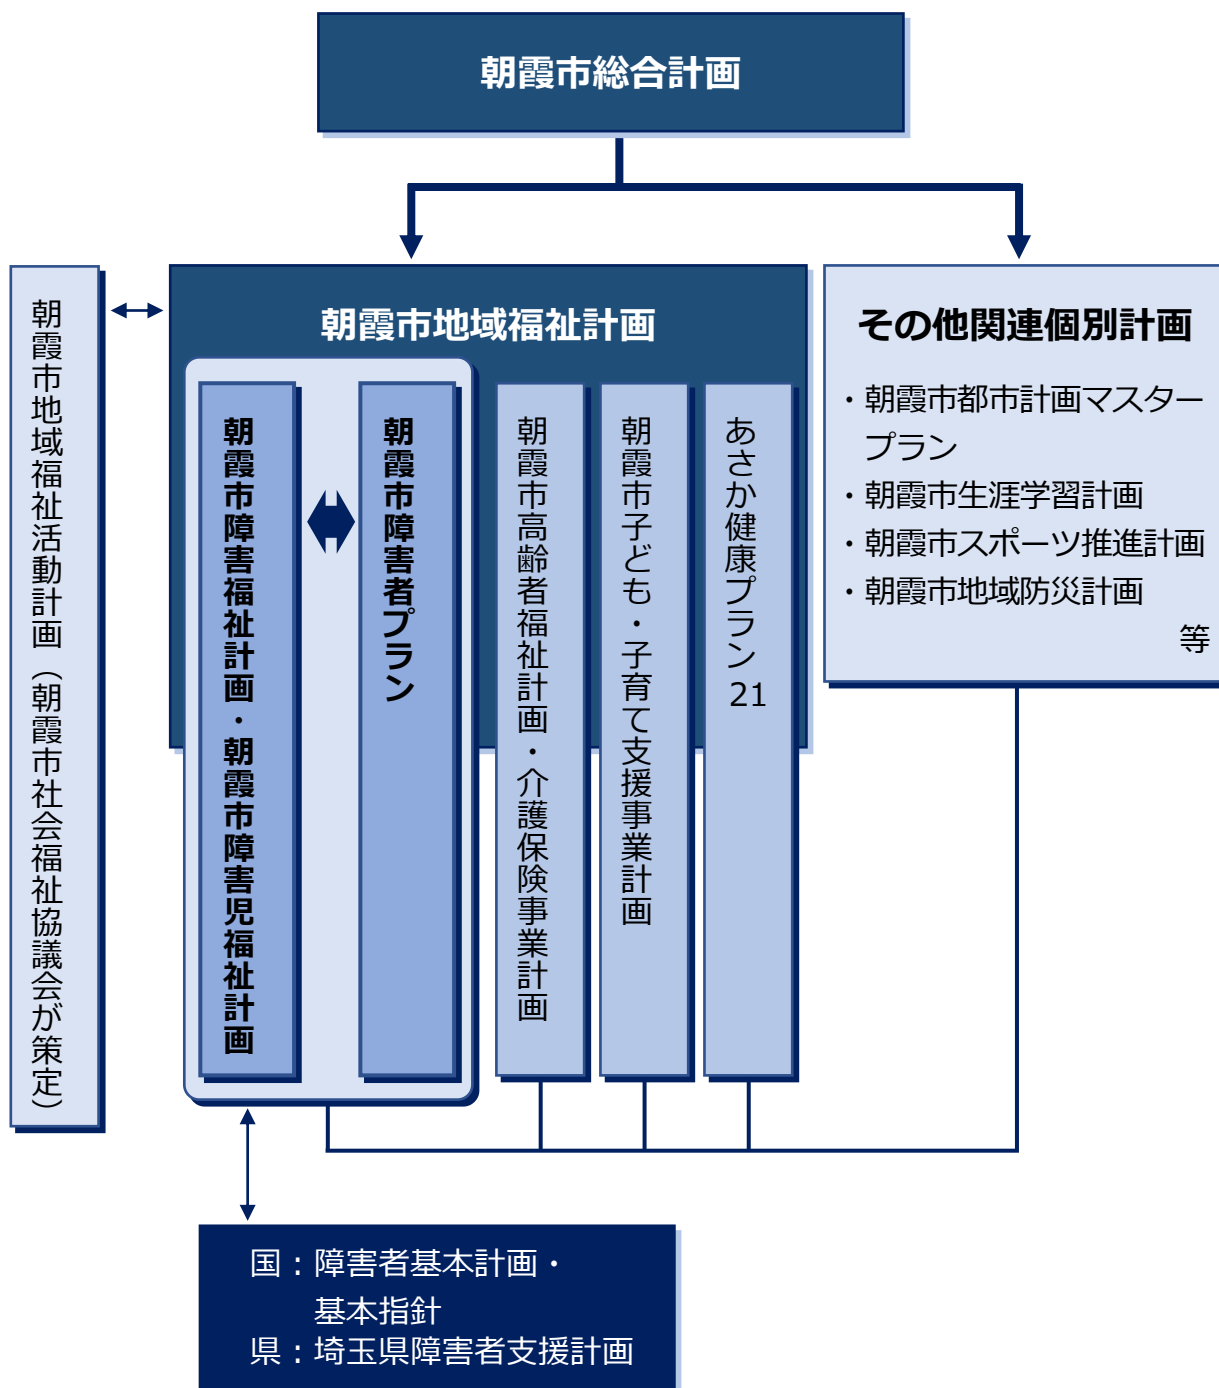 朝霞市総合計画
朝霞市地域福祉活動計画（朝霞市社会福祉協議会が策定）
朝霞市地域福祉計画
朝霞市障害福祉計画・朝霞市障害児福祉計画
朝霞市障害者プラン
朝霞市高齢者福祉計画・介護保険事業計画
朝霞市子ども・子育て支援事業計画
あさか健康プラン21
その他関連個別計画
・朝霞市都市計画マスター
プラン
・朝霞市生涯学習計画
・朝霞市スポーツ推進計画
・朝霞市地域防災計画
等
国：障害者基本計画・
基本指針
県：埼玉県障害者支援計画